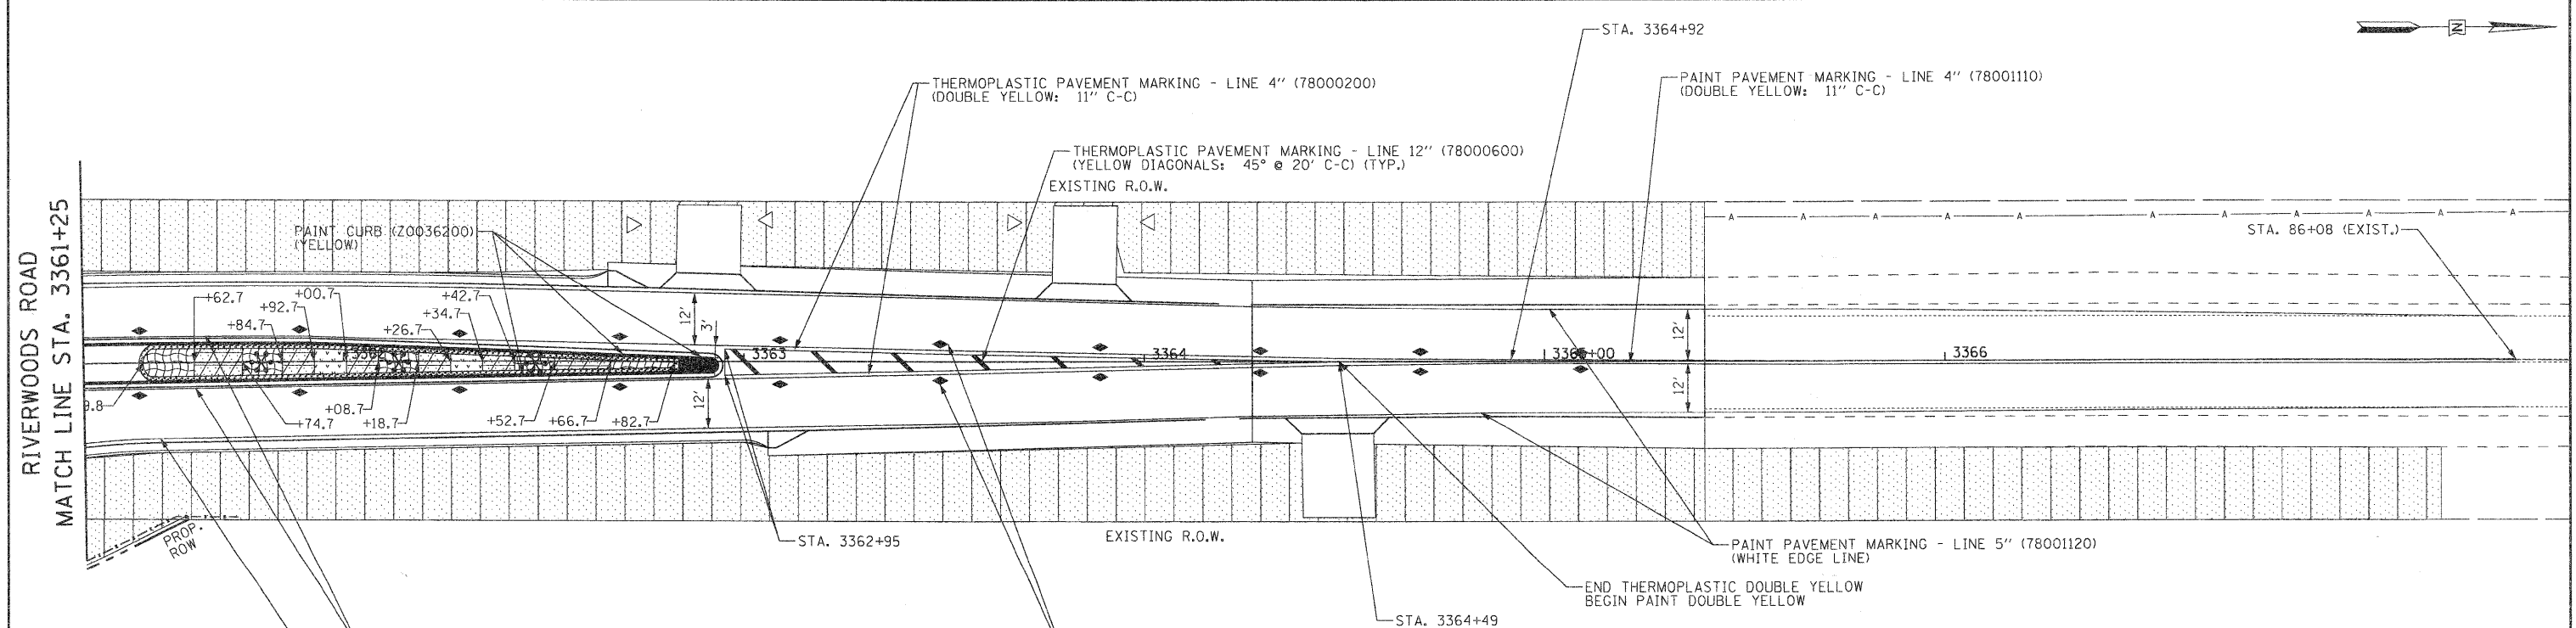 STA. 3364+92
N
THERMOPLASTIC PAVEMENT MARKING - LINE 4" (78000200)
(DOUBLE YELLOW: 11" C-C)
PAINT PAVEMENT MARKING - LINE 4" (78001110)
(DOUBLE YELLOW: 11" C-C)
THERMOPLASTIC PAVEMENT MARKING - LINE 12" (78000600)
(YELLOW DIAGONALS: 45° @ 20' C-C) (TYP.)
EXISTING R.O.W.
RIVERWOODS ROAD
MATCH LINE STA. 3361+25
PAINT CURB (Z0036200)
(YELLOW)
A A A A A A A A A A A
STA. 86+08 (EXIST.)
+62.7
+92.7
+00.7
+42.7
+84.7
+26.7
+34.7
12'
3'
12'
3363
3364
3365+00
3366
9.8
+74.7
+08.7
+18.7
+52.7
+66.7
+82.7
12'
12'
PROP.
ROW
STA. 3362+95
EXISTING R.O.W.
PAINT PAVEMENT MARKING - LINE 5" (78001120)
(WHITE EDGE LINE)
END THERMOPLASTIC DOUBLE YELLOW
BEGIN PAINT DOUBLE YELLOW
STA. 3364+49